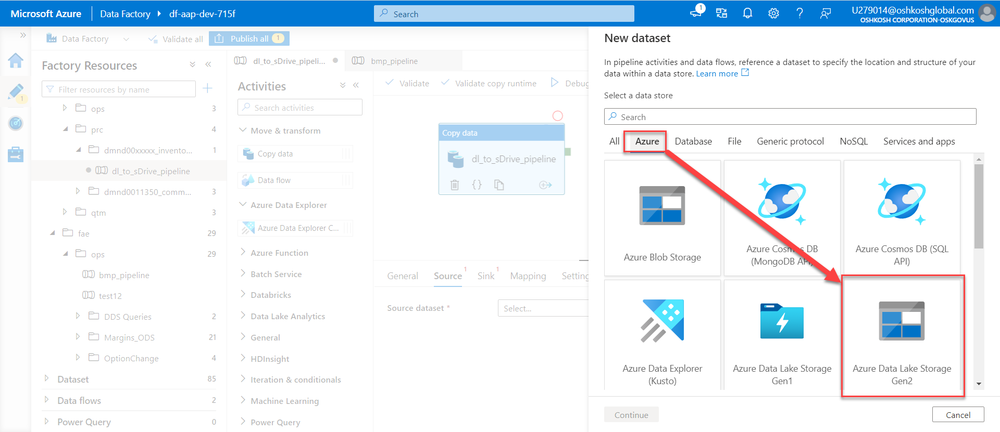 Microsoft Azure
Data Factory
df-aap-dev-715f
Search
1
U279014@oshkoshglobal.com
OSHKOSH CORPORATION-OSKGOVUS
Data Factory
Validate all
Publish all 1
Factory Resources
Filter resources by name
1
ops 3
prc 4
dmnd00xxxxx_invento... 1
dl_to_sDrive_pipeline
dmnd0011350_comm... 3
qtm 3
fae 29
ops 29
bmp_pipeline
test12
DDS Queries 2
Margins_ODS 21
OptionChange 4
Dataset 85
Data flows 2
Power Query 0
dl_to_sDrive_pipeli...
bmp_pipeline
Activities
Search activities
Move & transform
Copy data
Data flow
Azure Data Explorer
Azure Data Explorer C...
Azure Function
Batch Service
Databricks
Data Lake Analytics
General
HDInsight
Iteration & conditionals
Machine Learning
Power Query
Validate
Validate copy runtime
Debug
Copy data
dl_to_sDrive_pipeline
General
Source 1
Sink 1
Mapping
Setting
Source dataset *
Select...
New dataset
In pipeline activities and data flows, reference a dataset to specify the location and structure of your
data within a data store. Learn more
Select a data store
Search
All
Azure
Database
File
Generic protocol
NoSQL
Services and apps
Azure Blob Storage
Azure Cosmos DB
(MongoDB API)
Azure Cosmos DB (SQL
API)
Azure Data Explorer
(Kusto)
Azure Data Lake Storage
Gen1
Azure Data Lake Storage
Gen2
Continue
Cancel